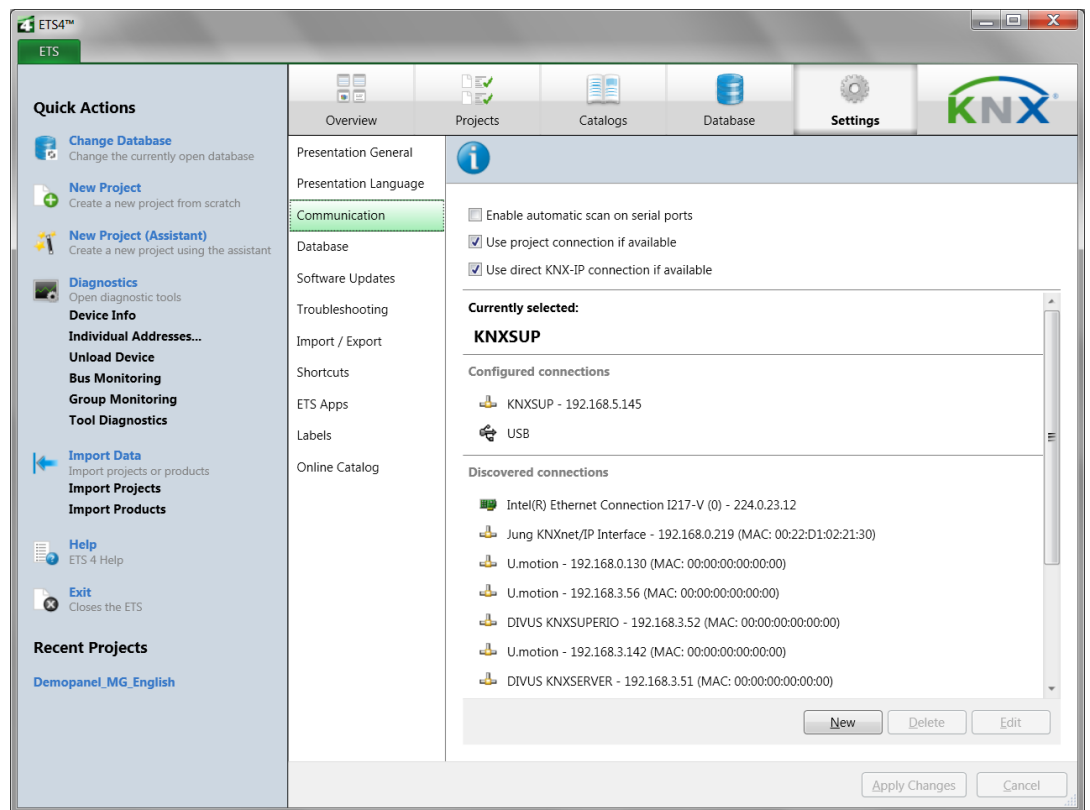 ETS4™
ETS
Quick Actions
Change Database
Change the currently open database
New Project
Create a new project from scratch
New Project (Assistant)
Create a new project using the assistant
Diagnostics
Open diagnostic tools
Device Info
Individual Addresses...
Unload Device
Bus Monitoring
Group Monitoring
Tool Diagnostics
Import Data
Import projects or products
Import Projects
Import Products
Help
ETS 4 Help
Exit
Closes the ETS
Recent Projects
Demopanel_MG_English
Overview
Projects
Catalogs
Database
Settings
KNX®
Presentation General
Presentation Language
Communication
Database
Software Updates
Troubleshooting
Import / Export
Shortcuts
ETS Apps
Labels
Online Catalog
Enable automatic scan on serial ports
Use project connection if available
Use direct KNX-IP connection if available
Currently selected:
KNXSUP
Configured connections
KNXSUP - 192.168.5.145
USB
Discovered connections
Intel(R) Ethernet Connection I217-V (0) - 224.0.23.12
Jung KNXnet/IP Interface - 192.168.0.219 (MAC: 00:22:D1:02:21:30)
U.motion - 192.168.0.130 (MAC: 00:00:00:00:00:00)
U.motion - 192.168.3.56 (MAC: 00:00:00:00:00:00)
DIVUS KNXSUPERIO - 192.168.3.52 (MAC: 00:00:00:00:00:00)
U.motion - 192.168.3.142 (MAC: 00:00:00:00:00:00)
DIVUS KNXSERVER - 192.168.3.51 (MAC: 00:00:00:00:00:00)
New
Delete
Edit
Apply Changes
Cancel